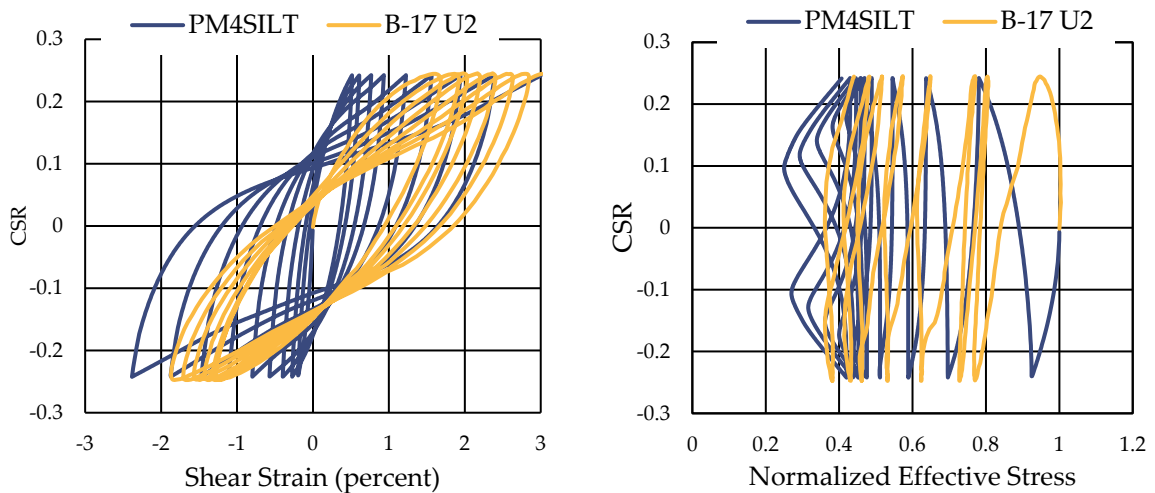 PM4SILT B-17 U2
0.3
0.2
0.1
0
-0.1
-0.2
-0.3
CSR
-3 -2 -1 0 1 2 3
Shear Strain (percent)
PM4SILT B-17 U2
0.3
0.2
0.1
0
-0.1
-0.2
-0.3
CSR
0 0.2 0.4 0.6 0.8 1 1.2
Normalized Effective Stress